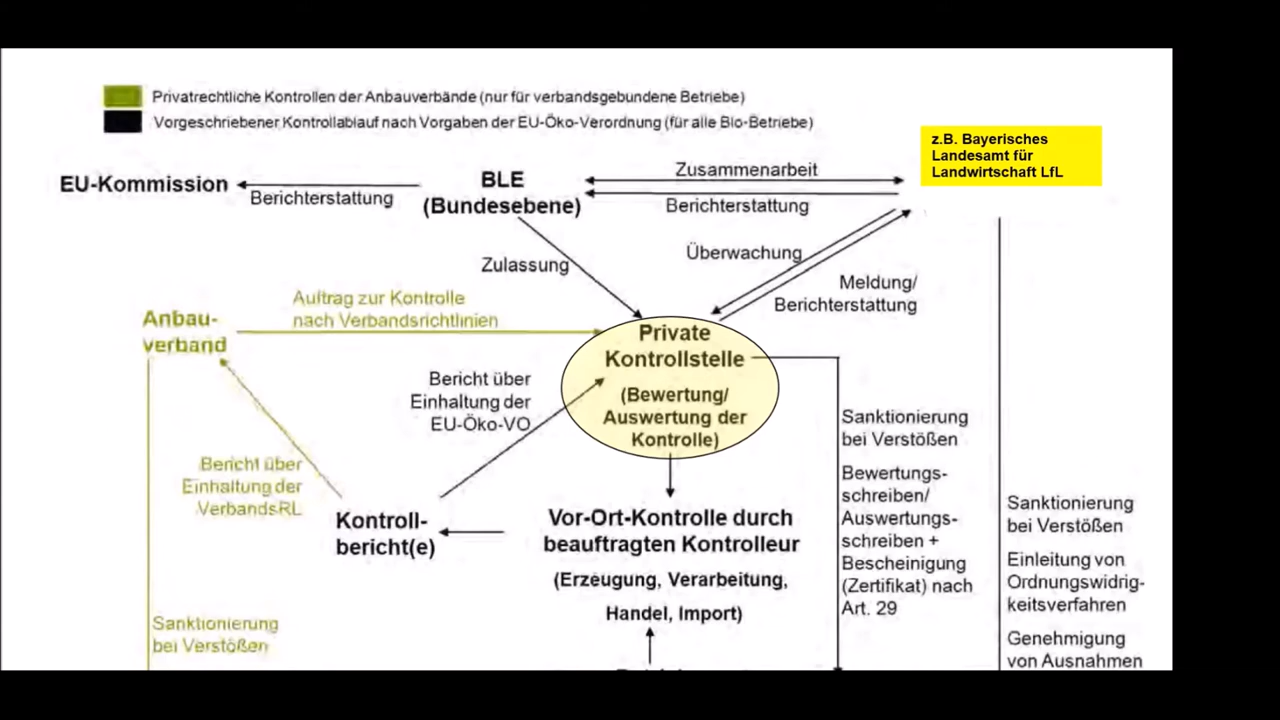 Privatrechtliche Kontrollen der Anbauverbände (nur für verbandsgebundene Betriebe)
Vorgeschriebener Kontrollablauf nach Vorgaben der EU-Öko-Verordnung (für alle Bio-Betriebe)
z.B. Bayerisches
Landesamt für
Landwirtschaft LfL
EU-Kommission
Berichterstattung
BLE
(Bundesebene)
Zusammenarbeit
Berichterstattung
Zulassung
Überwachung
Meldung/
Berichterstattung
Anbau-
verband
Auftrag zur Kontrolle
nach Verbandsrichtlinien
Private
Kontrollstelle
(Bewertung/
Auswertung der
Kontrolle)
Bericht über
Einhaltung der
EU-Öko-VO
Bericht über
Einhaltung der
VerbandsRL
Kontroll-
bericht(e)
Vor-Ort-Kontrolle durch
beauftragten Kontrolleur
(Erzeugung, Verarbeitung,
Handel, Import)
Sanktionierung
bei Verstößen
Bewertungs-
schreiben/
Auswertungs-
schreiben +
Bescheinigung
(Zertifikat) nach
Art. 29
Sanktionierung
bei Verstößen
Einleitung von
Ordnungswidrig-
keitsverfahren
Genehmigung
von Ausnahmen
Sanktionierung
bei Verstößen